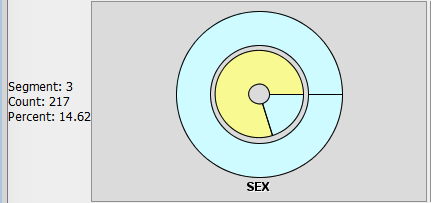 Segment: 3
Count: 217
Percent: 14.62
SEX